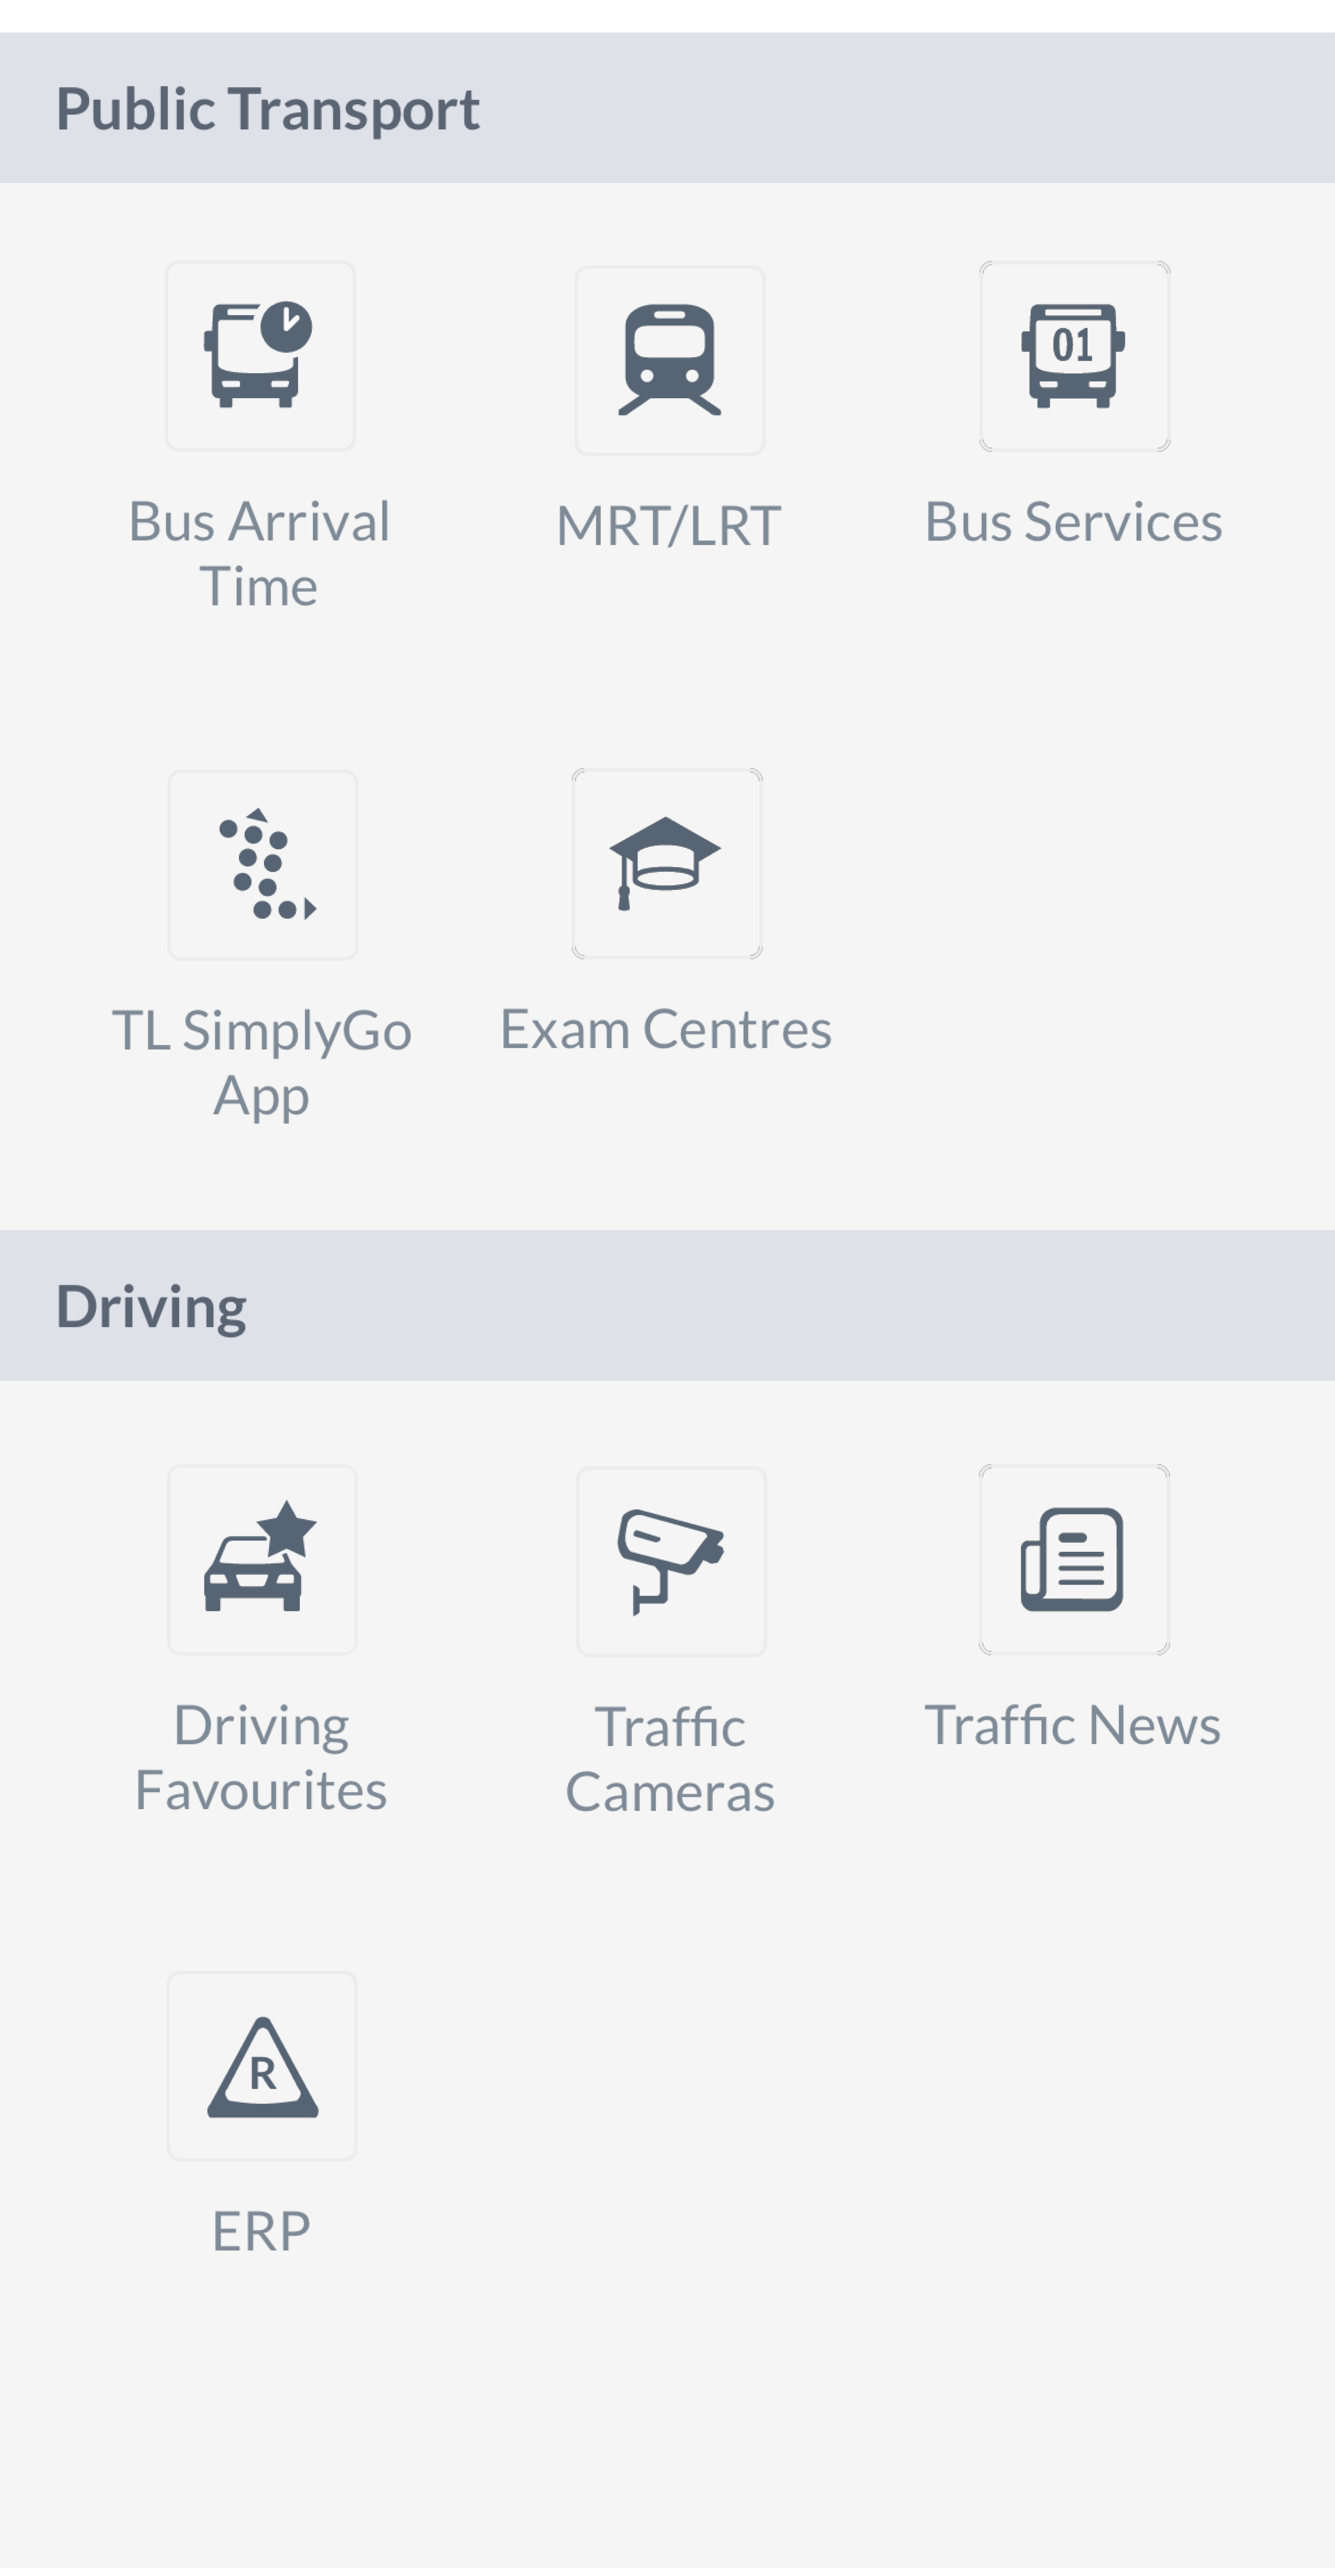 Public Transport
01
Bus Arrival
Time
MRT/LRT
Bus Services
TL SimplyGo
App
Exam Centres
Driving
Driving
Favourites
Traffic
Cameras
Traffic News
R
ERP